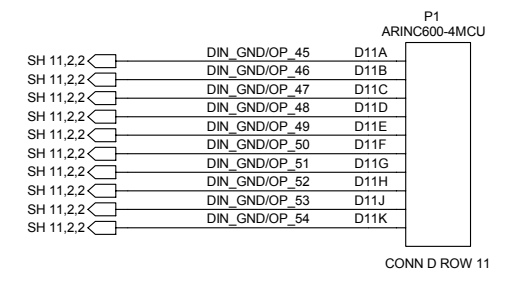 P1
ARINC600-4MCU
DIN_GND/OP_45 D11A
SH 11,2,2
DIN_GND/OP_46 D11B
SH 11,2,2
DIN_GND/OP_47 D11C
SH 11,2,2
DIN_GND/OP_48 D11D
SH 11,2,2
DIN_GND/OP_49 D11E
SH 11,2,2
DIN_GND/OP_50 D11F
SH 11,2,2
DIN_GND/OP_51 D11G
SH 11,2,2
DIN_GND/OP_52 D11H
SH 11,2,2
DIN_GND/OP_53 D11J
SH 11,2,2
DIN_GND/OP_54 D11K
SH 11,2,2
CONN D ROW 11